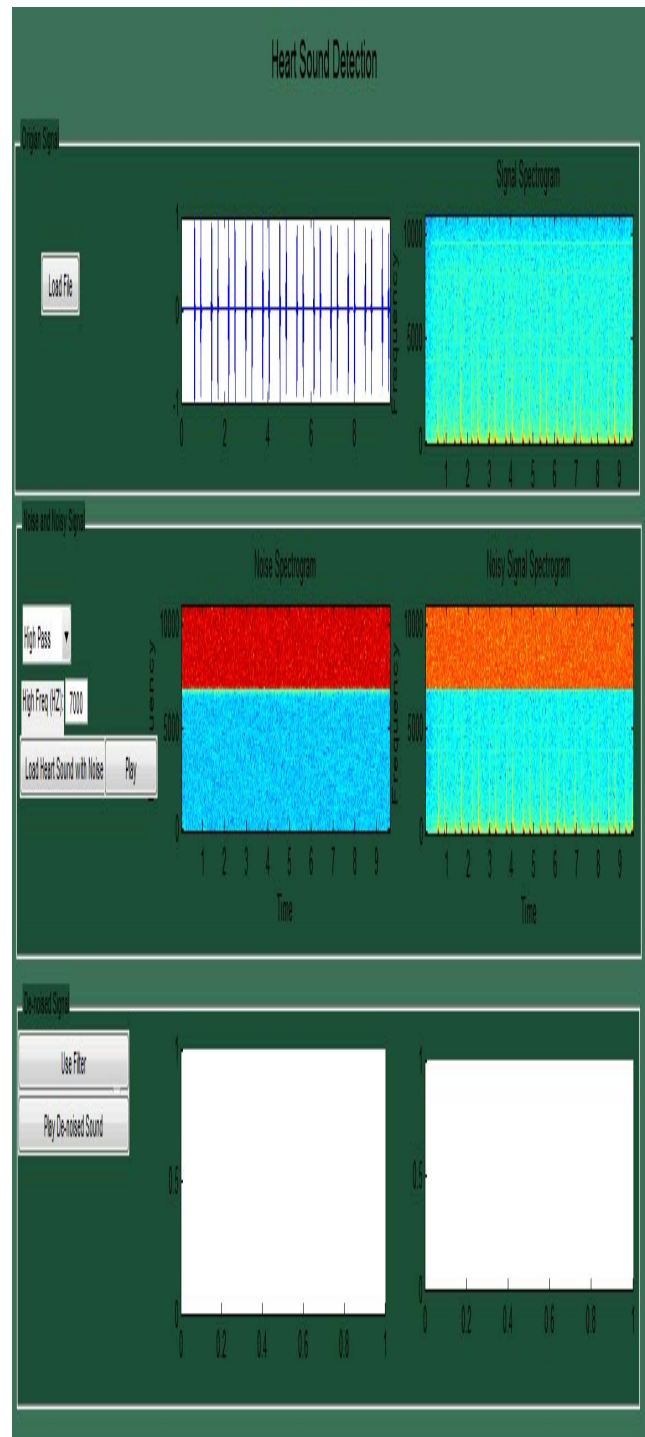 Heart Sound Detection
Origian Signal
Load File
1
0
-1
0 2 4 6 8
Signal Spectrogram
Frequency
10000
5000
0
1 2 3 4 5 6 7 8 9
Noise and Noisy Signal
High Pass
High Freq (HZ): 7000
Load Heart Sound with Noise
Play
Noise Spectrogram
10000
5000
0
1 2 3 4 5 6 7 8 9
Time
Noisy Signal Spectrogram
Frequency
10000
5000
0
1 2 3 4 5 6 7 8 9
Time
De-noised Signal
Use Filter
Play De-noised Sound
1
0.5
0
0 0.2 0.4 0.6 0.8 1
1
0.5
0
0 0.2 0.4 0.6 0.8 1